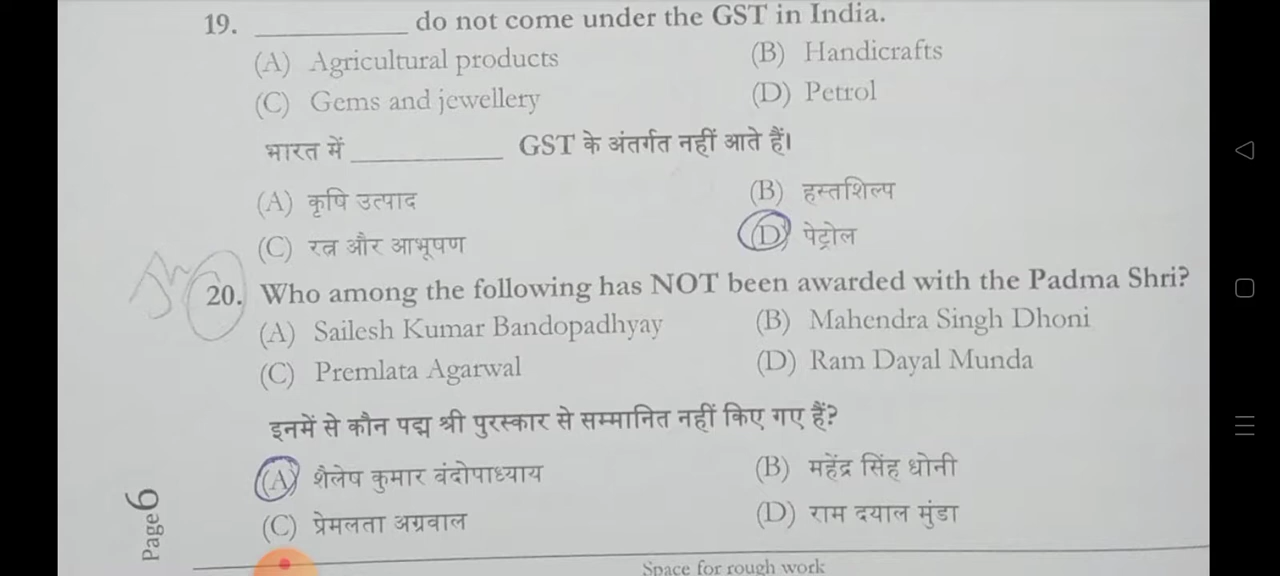 19. __________ do not come under the GST in India.
(A) Agricultural products (B) Handicrafts
(C) Gems and jewellery (D) Petrol
भारत में __________ GST के अंतर्गत नहीं आते हैं।
(A) कृषि उत्पाद (B) हस्तशिल्प
(C) रत्न और आभूषण (D) पेट्रोल
20. Who among the following has NOT been awarded with the Padma Shri?
(A) Sailesh Kumar Bandopadhyay (B) Mahendra Singh Dhoni
(C) Premlata Agarwal (D) Ram Dayal Munda
इनमें से कौन पद्म श्री पुरस्कार से सम्मानित नहीं किए गए हैं?
(A) शैलेष कुमार बंदोपाध्याय (B) महेंद्र सिंह धोनी
(C) प्रेमलता अग्रवाल (D) राम दयाल मुंडा
Page 6
Space for rough work